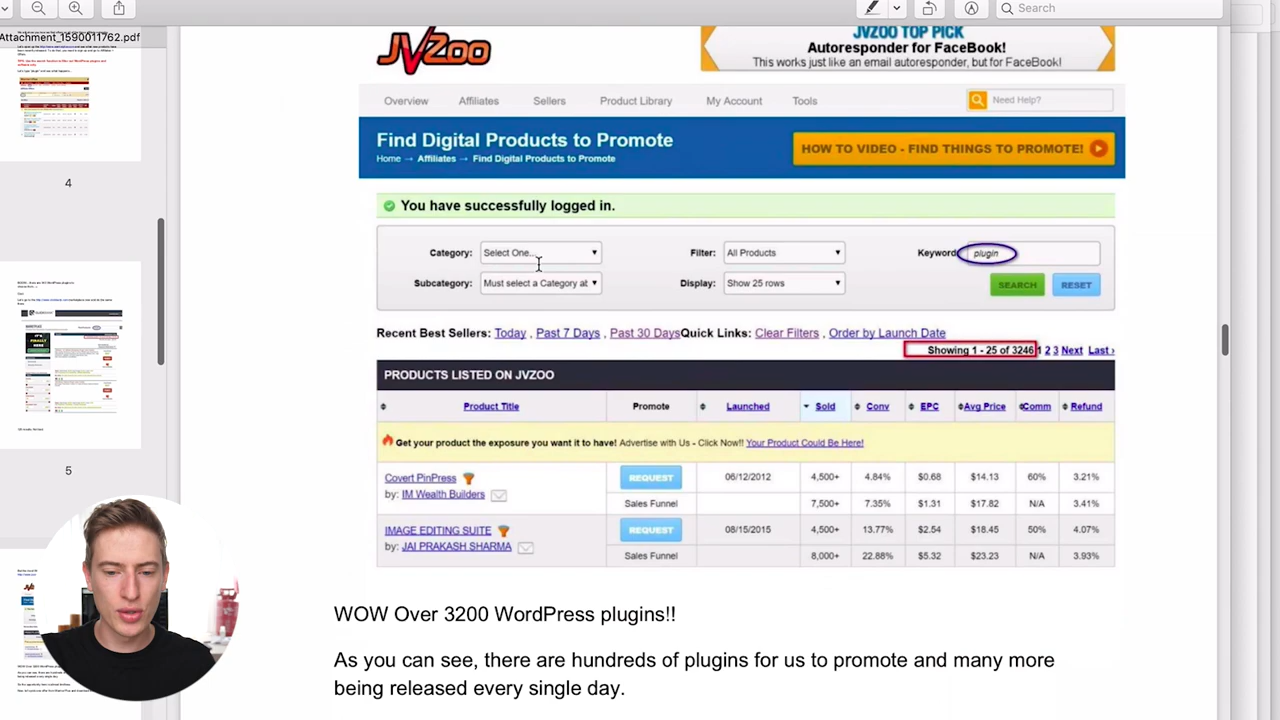 Search
Attachment_1590011762.pdf
4
5
JVZoo
JVZOO TOP PICK
responder for FaceBook!
works just like an email autoresponder, but for FaceBook!
Overview Affiliates Sellers Product Library My Account Tools Need Help?
Find Digital Products to Promote
Home → Affiliates → Find Digital Products to Promote
HOW TO VIDEO - FIND THINGS TO PROMOTE!
You have successfully logged in.
Category: Select One... Filter: All Products Keyword plugin
Subcategory: Must select a Category at Display: Show 25 rows SEARCH RESET
Recent Best Sellers Today , Past 7 Days , Past 30 Days Quick Links , Order by Launch Date
Showing 1 - 25 of 3246 1 2 3 Next Last ›
PRODUCTS LISTED ON JVZOO
Product Title Promote Launched Sold Conv EPC Avg Price Comm Refund
Get your product the exposure you want it to have! Advertise with Us - Click Now!! Your Product Could Be Here!
Covert PinPress REQUEST 06/12/2012 4,500+ 4.84% $0.68 $14.13 60% 3.21%
by: IM Wealth Builders Sales Funnel 7,500+ 7.35% $1.31 $17.82 N/A 3.41%
IMAGE EDITING SUITE REQUEST 08/15/2015 4,500+ 13.77% $2.54 $18.45 50% 4.07%
by: JAI PRAKASH SHARMA Sales Funnel 8,000+ 22.88% $5.32 $23.23 N/A 3.93%
WOW Over 3200 WordPress plugins!!
As you can see, there are hundreds of plugins for us to promote and many more
being released every single day.